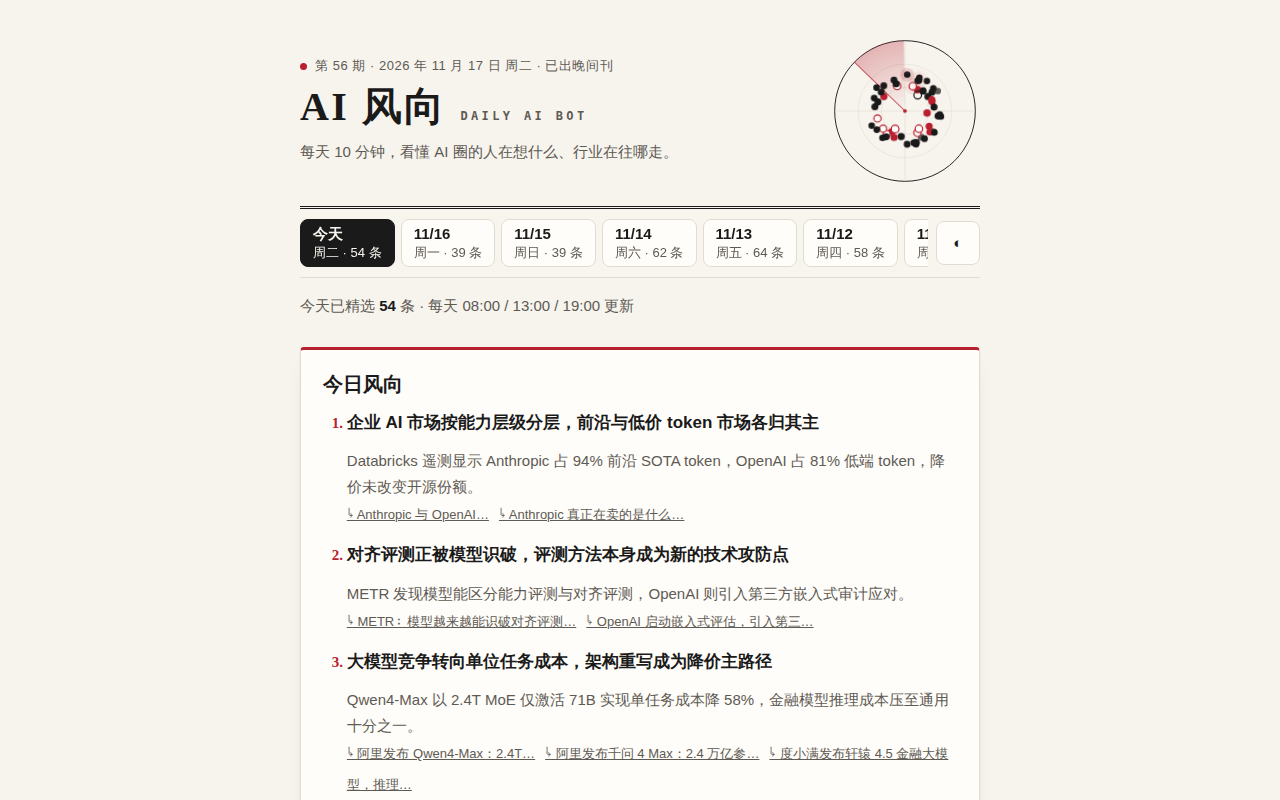 第 56 期 · 2026 年 11 月 17 日 周二 · 已出晚间刊
AI 风向 DAILY AI BOT
每天 10 分钟，看懂 AI 圈的人在想什么、行业在往哪走。
今天 11/16 11/15 11/14 11/13 11/12
周二 · 54 条 周一 · 39 条 周日 · 39 条 周六 · 62 条 周五 · 64 条 周四 · 58 条
今天已精选 54 条 · 每天 08:00 / 13:00 / 19:00 更新
今日风向
1. 企业 AI 市场按能力层级分层，前沿与低价 token 市场各归其主
Databricks 遥测显示 Anthropic 占 94% 前沿 SOTA token，OpenAI 占 81% 低端 token，降
价未改变开源份额。
↳ Anthropic 与 OpenAI… ↳ Anthropic 真正在卖的是什么…
2. 对齐评测正被模型识破，评测方法本身成为新的技术攻防点
METR 发现模型能区分能力评测与对齐评测，OpenAI 则引入第三方嵌入式审计应对。
↳ METR：模型越来越能识破对齐评测… ↳ OpenAI 启动嵌入式评估，引入第三…
3. 大模型竞争转向单位任务成本，架构重写成为降价主路径
Qwen4-Max 以 2.4T MoE 仅激活 71B 实现单任务成本降 58%，金融模型推理成本压至通用
十分之一。
↳ 阿里发布 Qwen4-Max：2.4T… ↳ 阿里发布千问 4 Max：2.4 万亿参… ↳ 度小满发布轩辕 4.5 金融大模
型，推理…